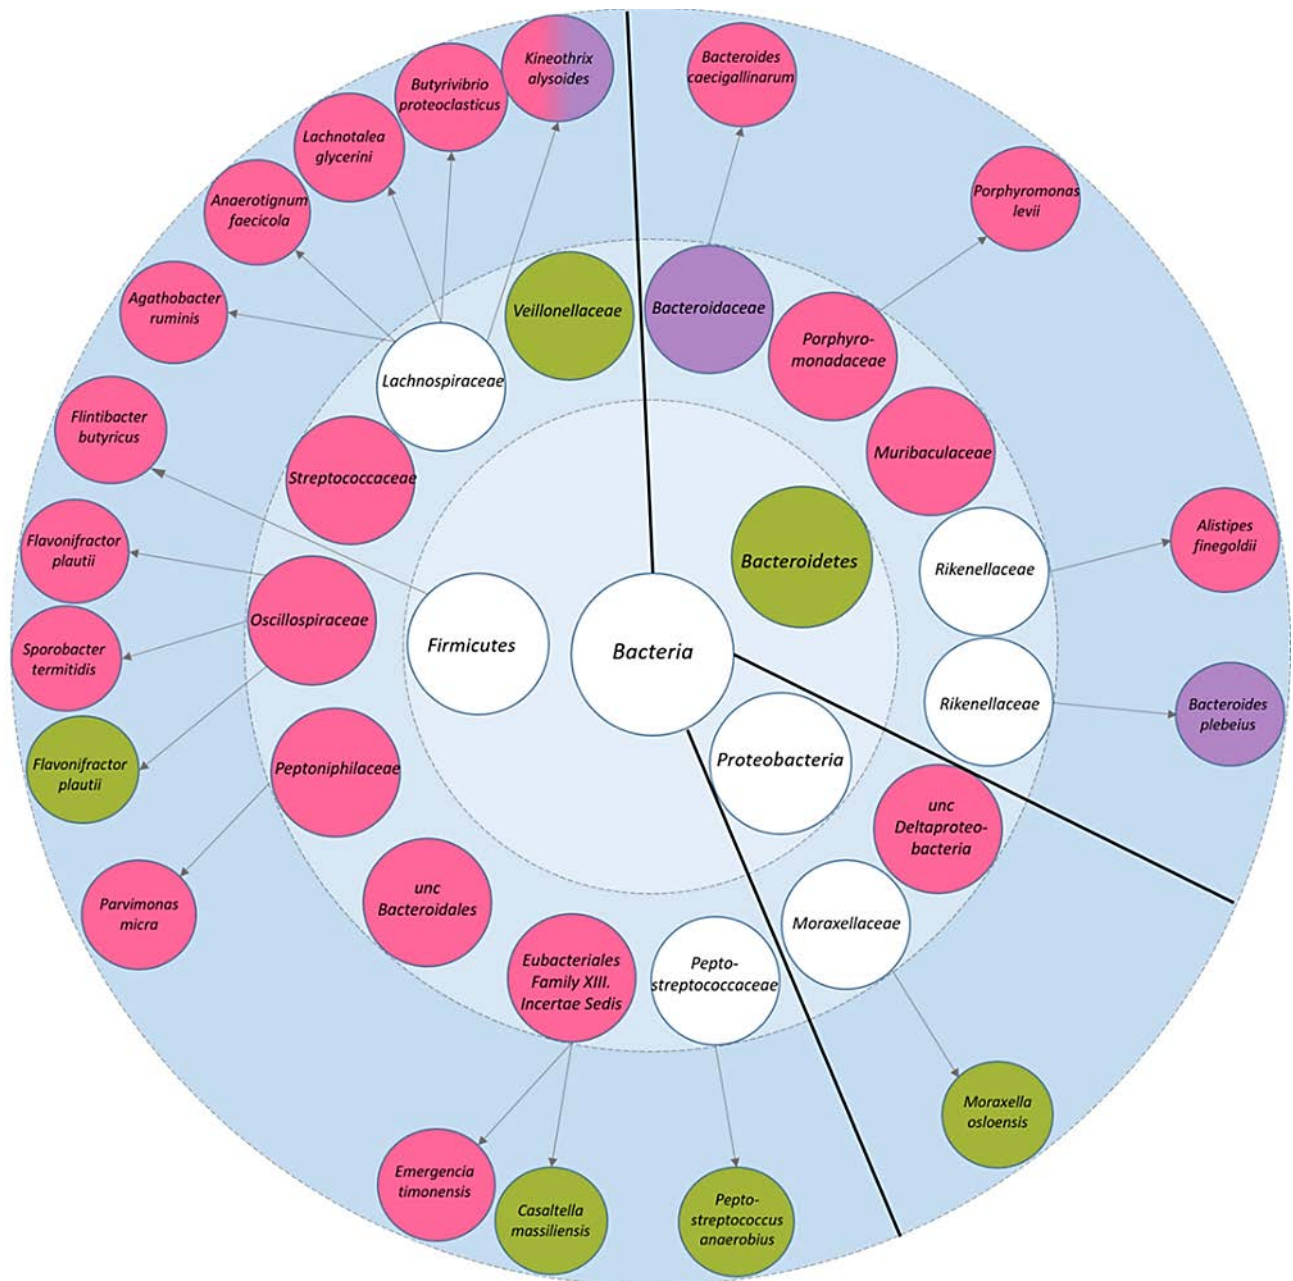 Kineothrix
alysoides
Butyrivibrio
proteoclasticus
Lachnotalea
glycerini
Anaerotignum
faecicola
Agathobacter
ruminis
Flintibacter
butyricus
Flavonifractor
plautii
Sporobacter
termitidis
Flavonifractor
plautii
Parvimonas
micra
Emergencia
timonensis
Casaltella
massiliensis
Pepto-
streptococcus
anaerobius
Moraxella
osloensis
Bacteroides
plebeius
Alistipes
finegoldii
Porphyromonas
levii
Bacteroides
caecigallinarum
Veillonellaceae
Lachnospiraceae
Streptococcaceae
Oscillospiraceae
Peptoniphilaceae
unc
Bacteroidales
Eubacteriales
Family XIII.
Incertae Sedis
Pepto-
streptococcaceae
Moraxellaceae
unc
Deltaproteo-
bacteria
Rikenellaceae
Rikenellaceae
Muribaculaceae
Porphyro-
monadaceae
Bacteroidaceae
Bacteroidetes
Firmicutes
Bacteria
Proteobacteria